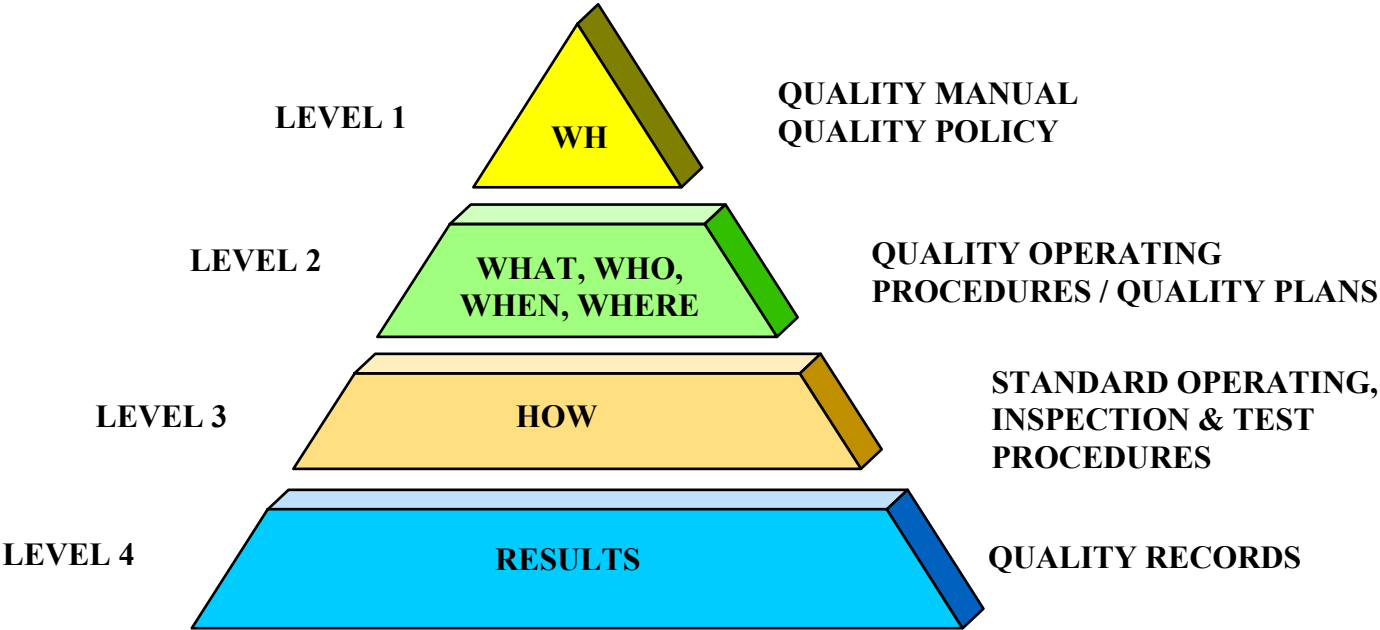 LEVEL 1
WH
QUALITY MANUAL
QUALITY POLICY
LEVEL 2
WHAT, WHO,
WHEN, WHERE
QUALITY OPERATING
PROCEDURES / QUALITY PLANS
LEVEL 3
HOW
STANDARD OPERATING,
INSPECTION & TEST
PROCEDURES
LEVEL 4
RESULTS
QUALITY RECORDS